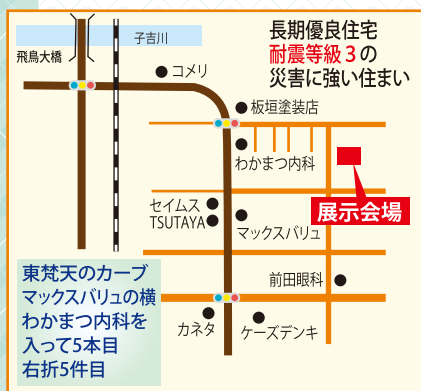 子吉川
飛鳥大橋
長期優良住宅
耐震等級3の
災害に強い住まい
コメリ
板垣塗装店
わかまつ内科
展示会場
セイムス
TSUTAYA
マックスバリュ
前田眼科
カネタ
ケーズデンキ
東梵天のカーブ
マックスバリュの横
わかまつ内科を
入って5本目
右折5件目